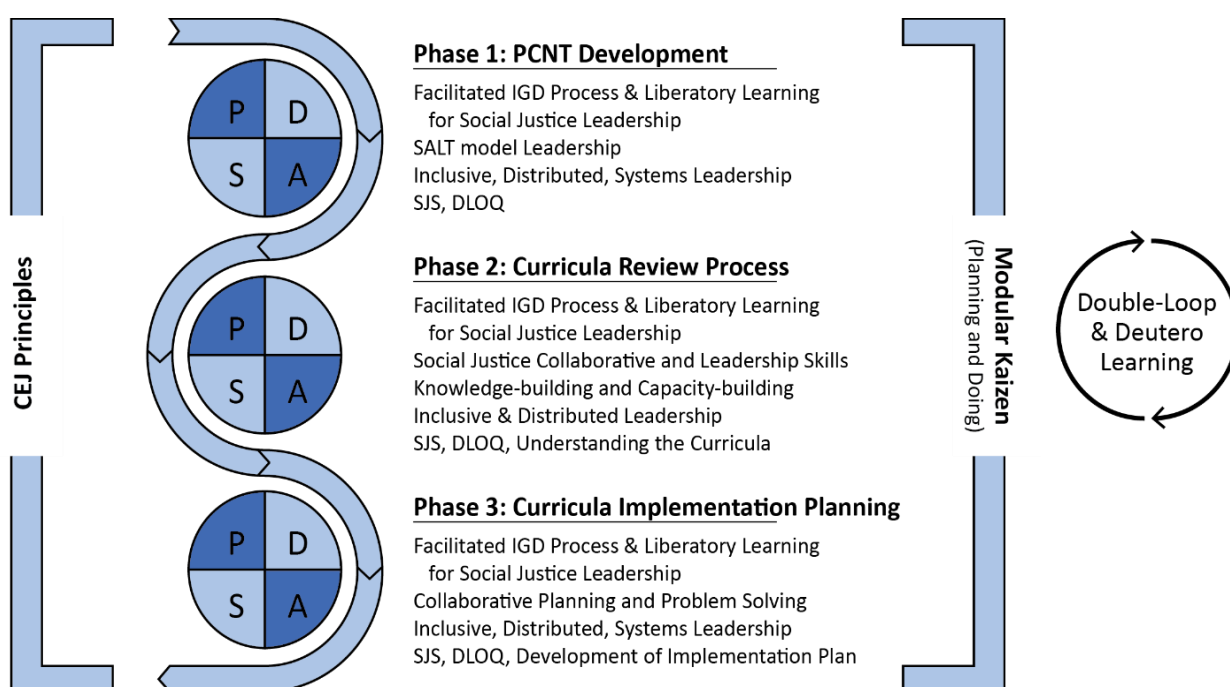 CEJ Principles
P D
S A
Phase 1: PCNT Development
Facilitated IGD Process & Liberatory Learning
for Social Justice Leadership
SALT model Leadership
Inclusive, Distributed, Systems Leadership
SJS, DLOQ
P D
S A
Phase 2: Curricula Review Process
Facilitated IGD Process & Liberatory Learning
for Social Justice Leadership
Social Justice Collaborative and Leadership Skills
Knowledge-building and Capacity-building
Inclusive & Distributed Leadership
SJS, DLOQ, Understanding the Curricula
P D
S A
Phase 3: Curricula Implementation Planning
Facilitated IGD Process & Liberatory Learning
for Social Justice Leadership
Collaborative Planning and Problem Solving
Inclusive, Distributed, Systems Leadership
SJS, DLOQ, Development of Implementation Plan
Modular Kaizen
(Planning and Doing)
Double-Loop
& Deutero
Learning